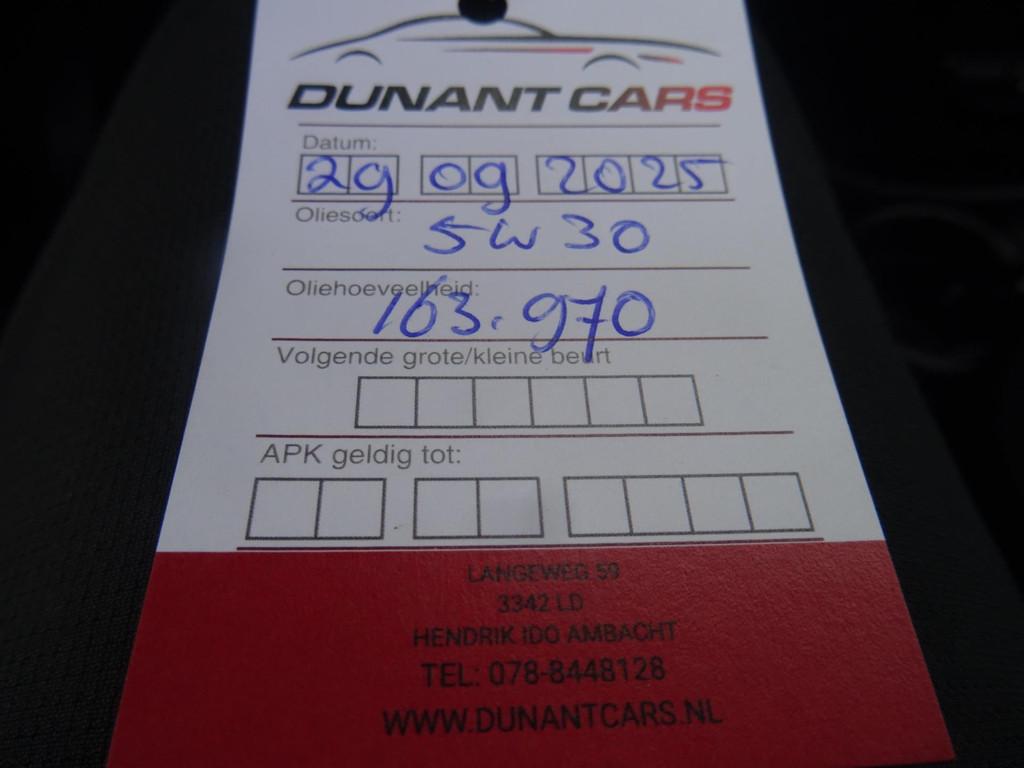 DUNANT CARS
Datum:
29 09 2025
Oliesoort:
5W30
Oliehoeveelheid:
163.970
Volgende grote/kleine beurt
APK geldig tot:
LANGEWEG 59
3342 LD
HENDRIK IDO AMBACHT
TEL: 078-8448128
WWW.DUNANTCARS.NL